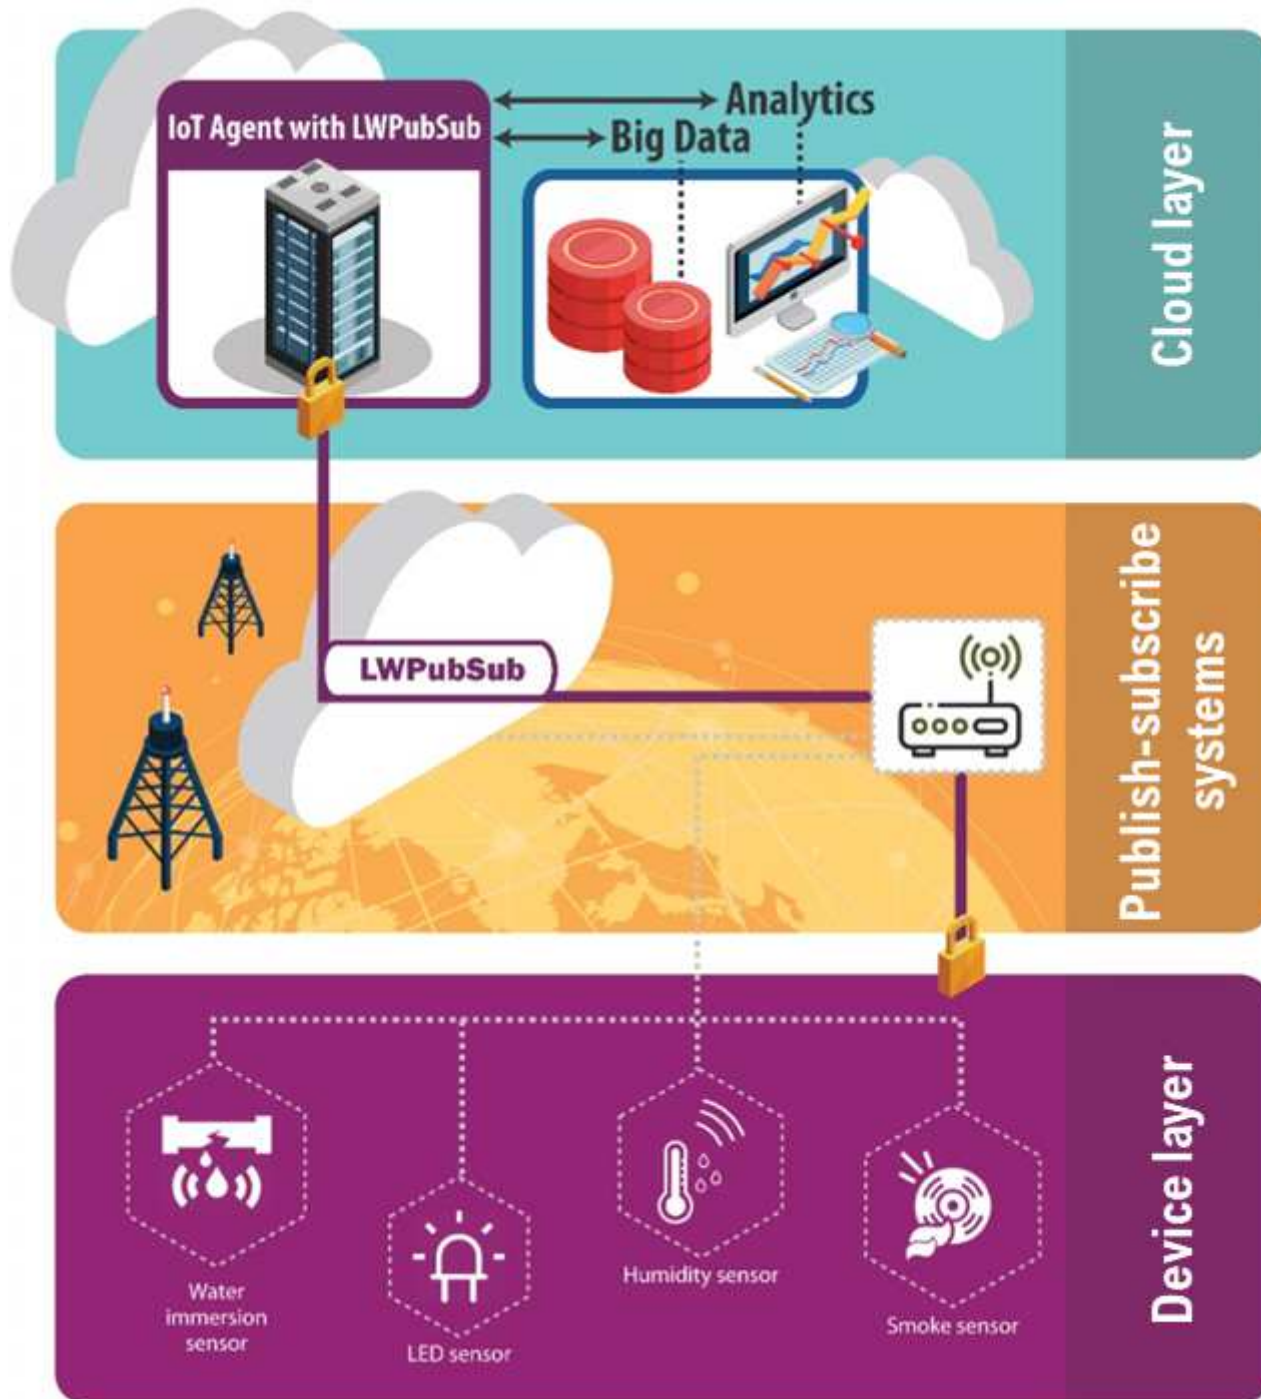 IoT Agent with LWPubSub
Analytics
Big Data
Cloud layer
LWPubSub
Publish-subscribe
systems
Water
immersion
sensor
LED sensor
Humidity sensor
Smoke sensor
Device layer